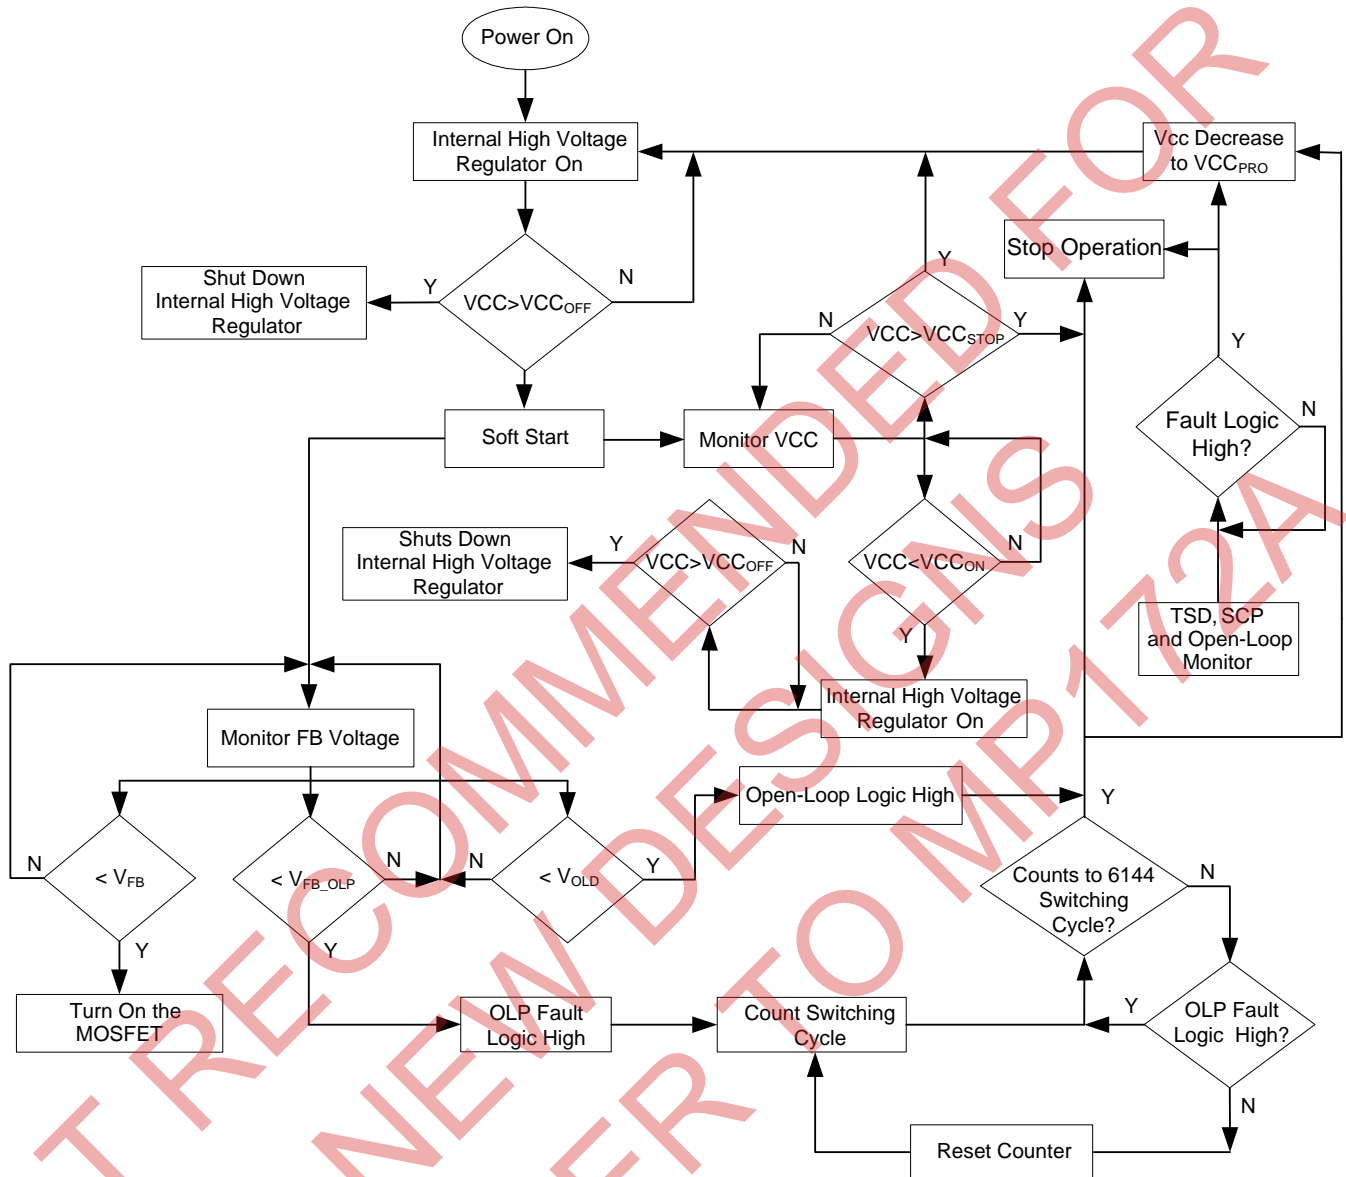 Power On
Internal High Voltage
Regulator On
Vcc Decrease
to VCCPRO
Stop Operation
Shut Down
Internal High Voltage
Regulator
Y
VCC>VCCOFF
N
Y
N
VCC>VCCSTOP
Y
Y
Fault Logic
High?
N
Soft Start
Monitor VCC
Shuts Down
Internal High Voltage
Regulator
Y
VCC>VCCOFF
N
VCC<VCCON
N
Y
TSD, SCP
and Open-Loop
Monitor
Internal High Voltage
Regulator On
Monitor FB Voltage
Open-Loop Logic High
Y
N
< VFB
Y
< VFB_OLP
N
Y
N
< VOLD
Y
Counts to 6144
Switching
Cycle?
N
Turn On the
MOSFET
OLP Fault
Logic High
Count Switching
Cycle
Y
OLP Fault
Logic High?
N
Reset Counter
T RECOMMENDED FOR
NEW DESIGNS
ER TO MP172A